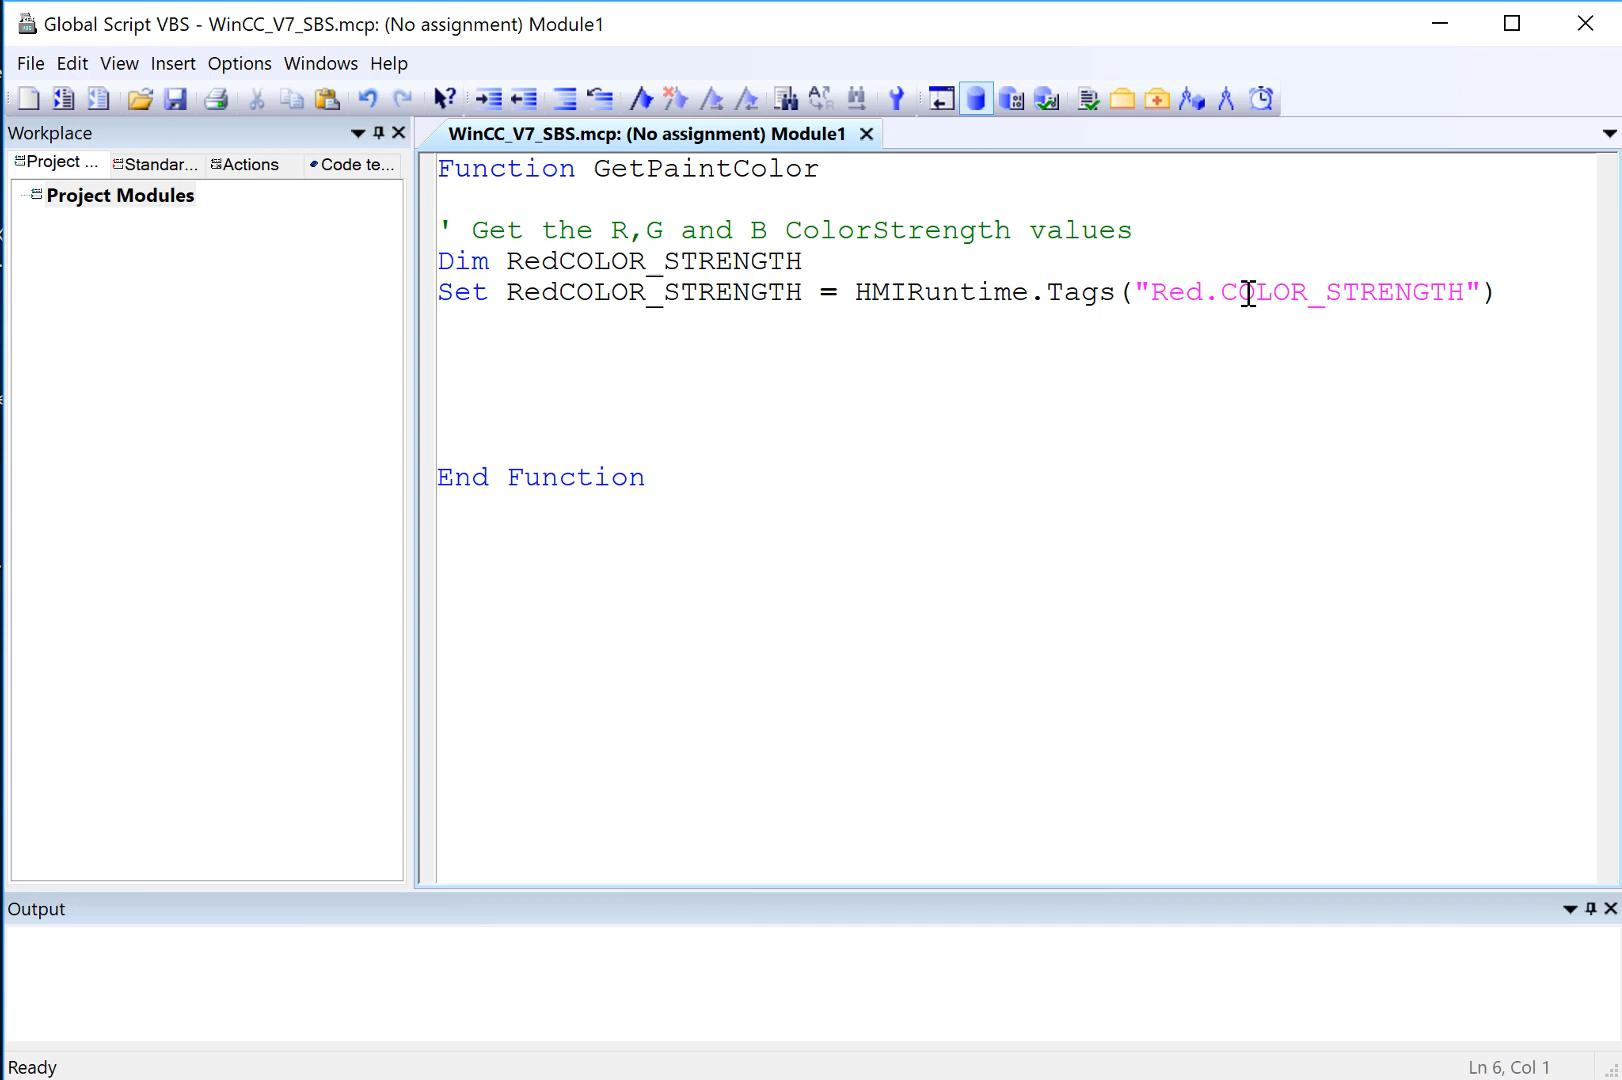 Global Script VBS - WinCC_V7_SBS.mcp: (No assignment) Module1
File Edit View Insert Options Windows Help
Workplace
WinCC_V7_SBS.mcp: (No assignment) Module1
Project ... Standar... Actions Code te...
Project Modules
Function GetPaintColor
' Get the R,G and B ColorStrength values
Dim RedCOLOR_STRENGTH
Set RedCOLOR_STRENGTH = HMIRuntime.Tags("Red.COLOR_STRENGTH")
End Function
Output
Ready
Ln 6, Col 1